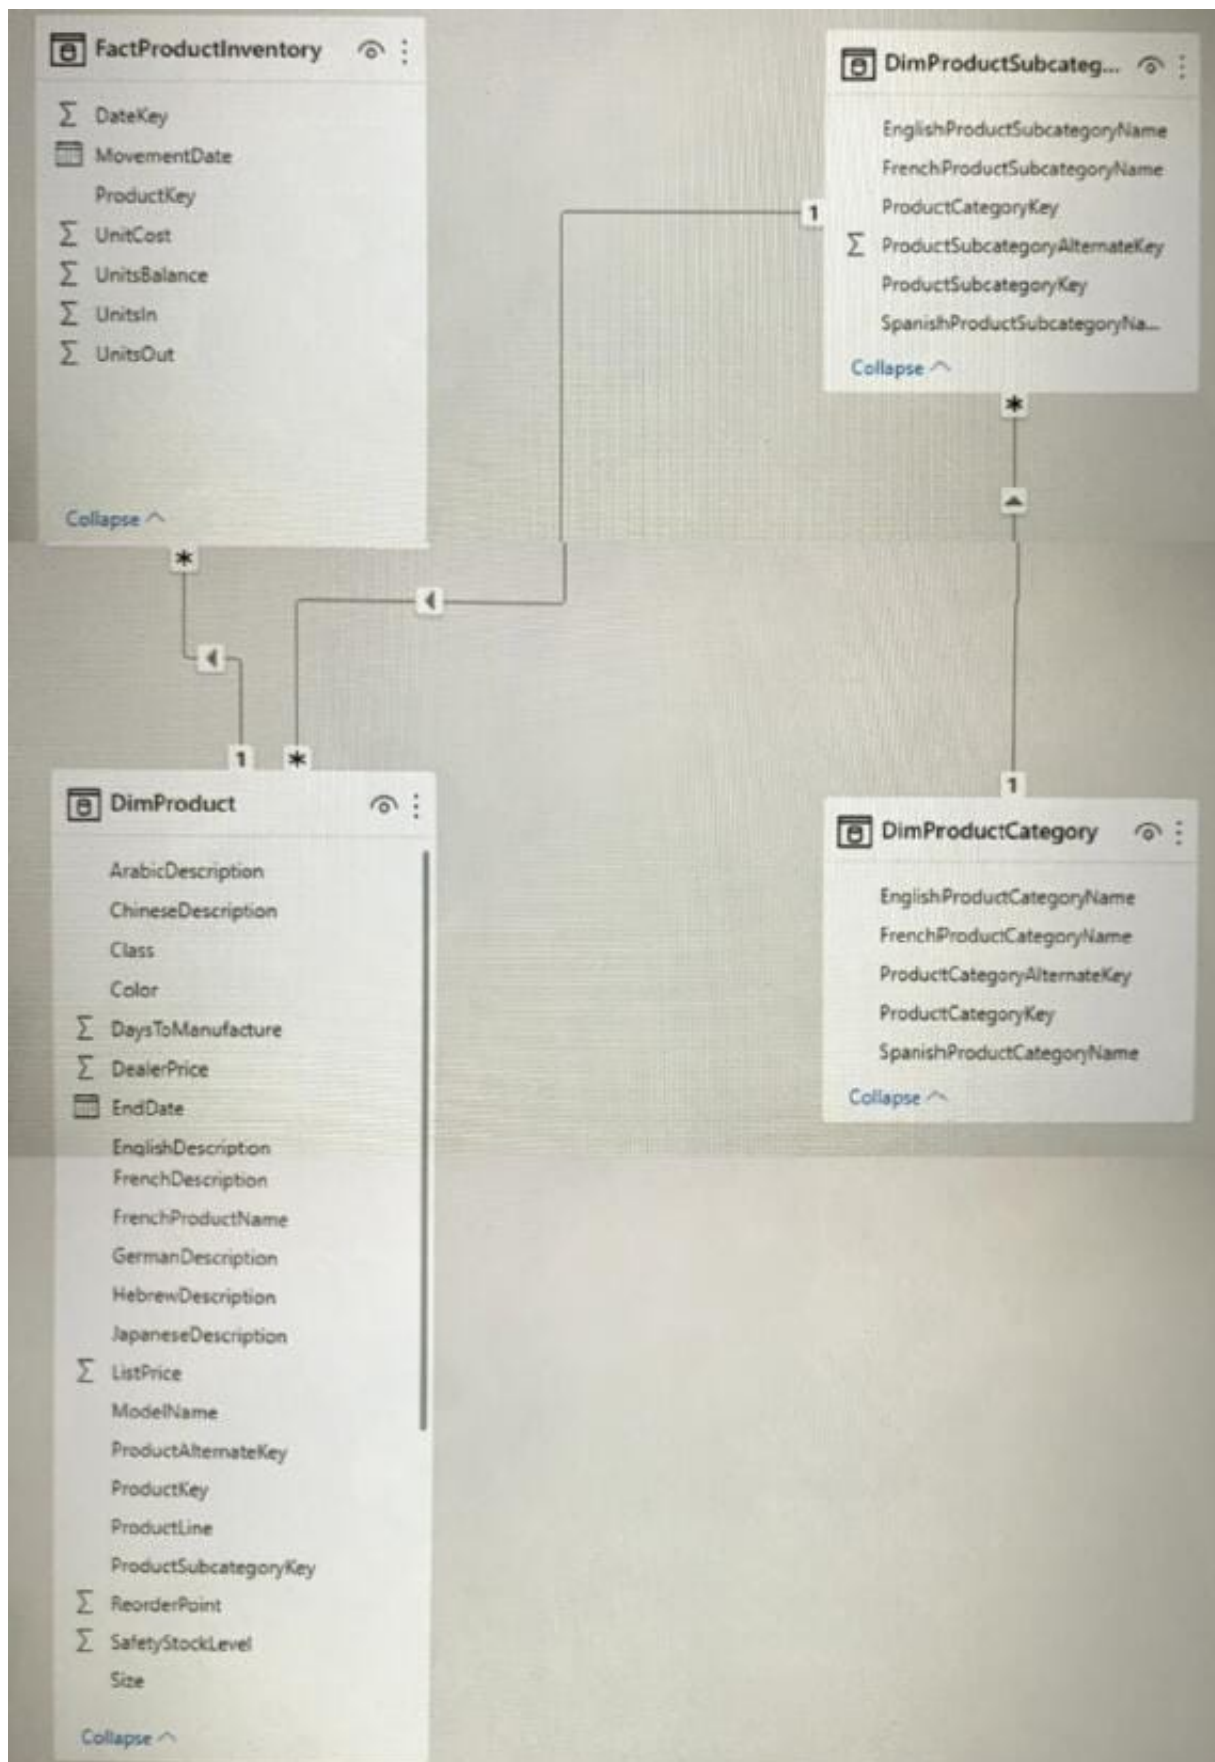 FactProductInventory
DateKey
MovementDate
ProductKey
UnitCost
UnitsBalance
UnitsIn
UnitsOut
Collapse
*
1
*
DimProductSubcateg...
EnglishProductSubcategoryName
FrenchProductSubcategoryName
ProductCategoryKey
ProductSubcategoryAlternateKey
ProductSubcategoryKey
SpanishProductSubcategoryNa...
Collapse
1
*
1
DimProduct
ArabicDescription
ChineseDescription
Class
Color
DaysToManufacture
DealerPrice
EndDate
EnglishDescription
FrenchDescription
FrenchProductName
GermanDescription
HebrewDescription
JapaneseDescription
ListPrice
ModelName
ProductAlternateKey
ProductKey
ProductLine
ProductSubcategoryKey
ReorderPoint
SafetyStockLevel
Size
Collapse
DimProductCategory
EnglishProductCategoryName
FrenchProductCategoryName
ProductCategoryAlternateKey
ProductCategoryKey
SpanishProductCategoryName
Collapse